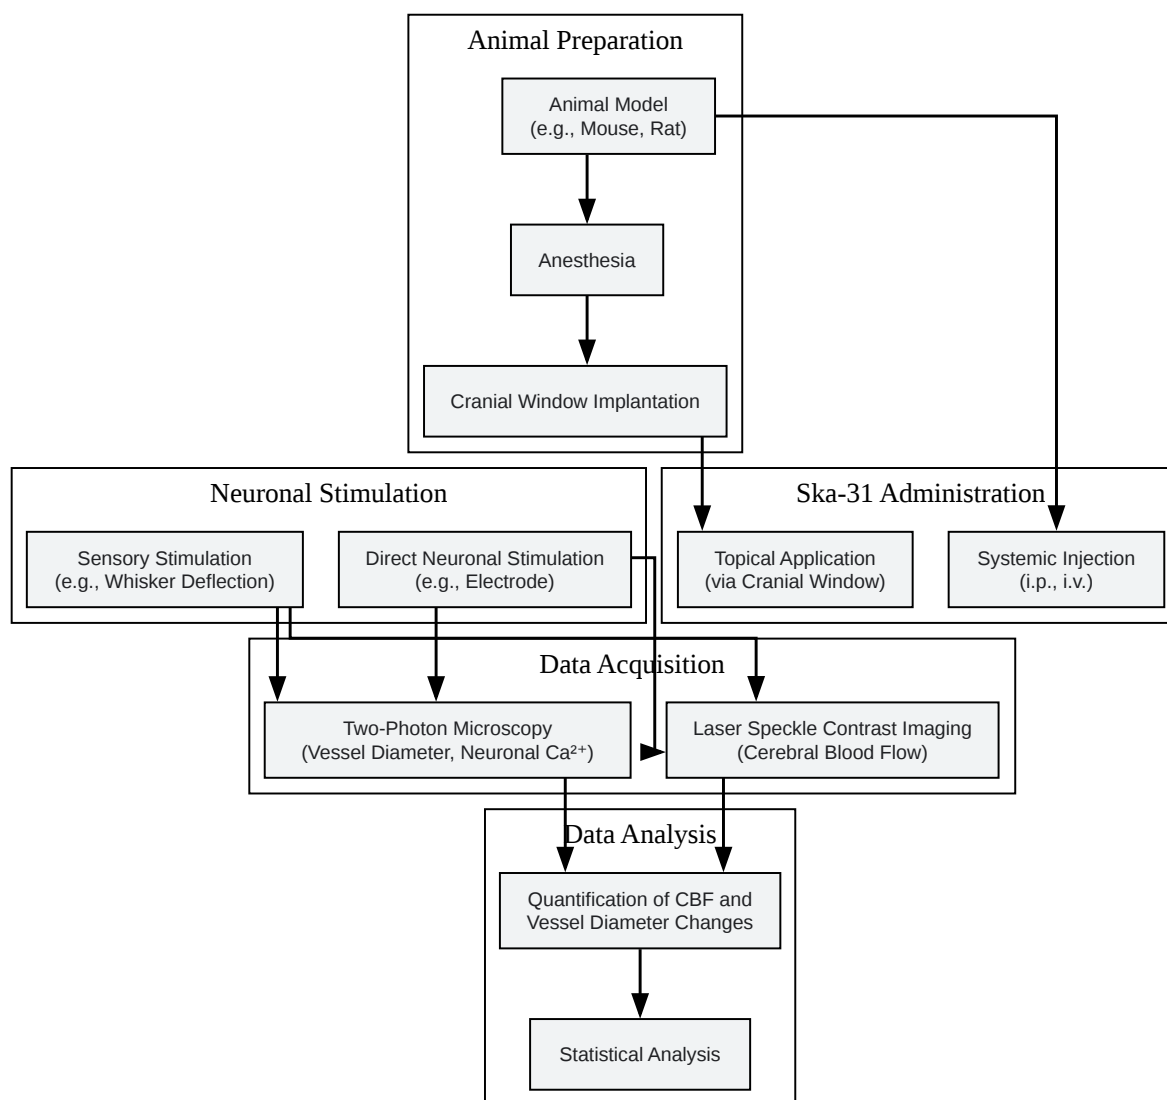 Animal Preparation
Animal Model
(e.g., Mouse, Rat)
Anesthesia
Cranial Window Implantation
Neuronal Stimulation
Sensory Stimulation
(e.g., Whisker Deflection)
Direct Neuronal Stimulation
(e.g., Electrode)
Ska-31 Administration
Topical Application
(via Cranial Window)
Systemic Injection
(i.p., i.v.)
Data Acquisition
Two-Photon Microscopy
(Vessel Diameter, Neuronal Ca²⁺)
Laser Speckle Contrast Imaging
(Cerebral Blood Flow)
Data Analysis
Quantification of CBF and
Vessel Diameter Changes
Statistical Analysis